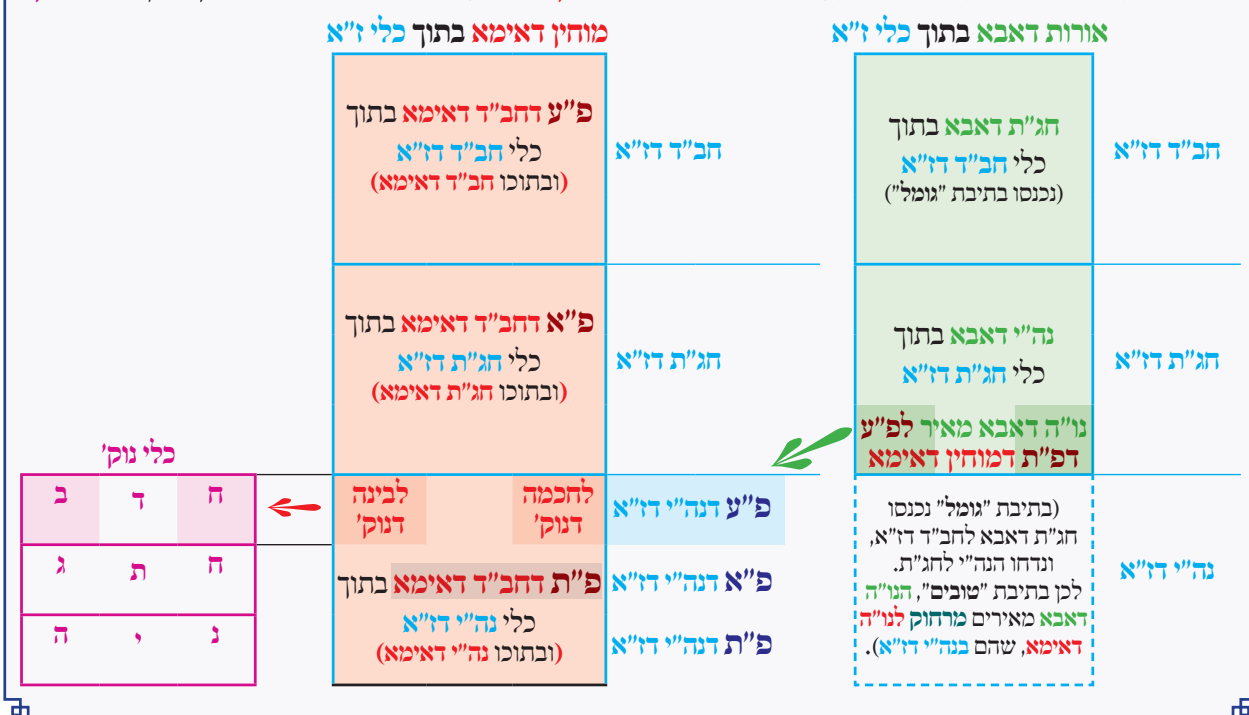 אורות דאבא בתוך כלי ז"א
חב"ד דז"א
חג"ת דאבא בתוך
כלי חב"ד דז"א
(נכנסו בתיבת "גומל")
חג"ת דז"א
נה"י דאבא בתוך
כלי חג"ת דז"א
נו"ה דאבא מאיר לפ"ע
דפ"ת דמוחין דאימא
נה"י דז"א
(בתיבת "גומל" נכנסו
חג"ת דאבא לחב"ד דז"א,
ונדחו הנה"י לחג"ת.
לכן בתיבת "טובים", הנו"ה
דאבא מאירים מרחוק לנו"ה
דאימא, שהם בנה"י דז"א).
מוחין דאימא בתוך כלי ז"א
חב"ד דז"א
פ"ע דחב"ד דאימא בתוך
כלי חב"ד דז"א
(ובתוכו חב"ד דאימא)
חג"ת דז"א
פ"א דחב"ד דאימא בתוך
כלי חג"ת דז"א
(ובתוכו חג"ת דאימא)
פ"ע דנה"י דז"א
פ"א דנה"י דז"א
פ"ת דנה"י דז"א
לחכמה
דנוק'
לבינה
דנוק'
פ"ת דחב"ד דאימא בתוך
כלי נה"י דז"א
(ובתוכו נה"י דאימא)
כלי נוק'
ח ד ב
ח ת ג
נ י ה